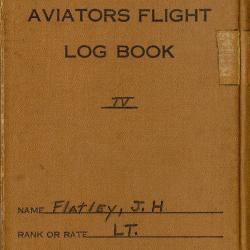 AVIATORS FLIGHT
LOG BOOK
IV
NAME Flatley, J. H
RANK OR RATE LT.